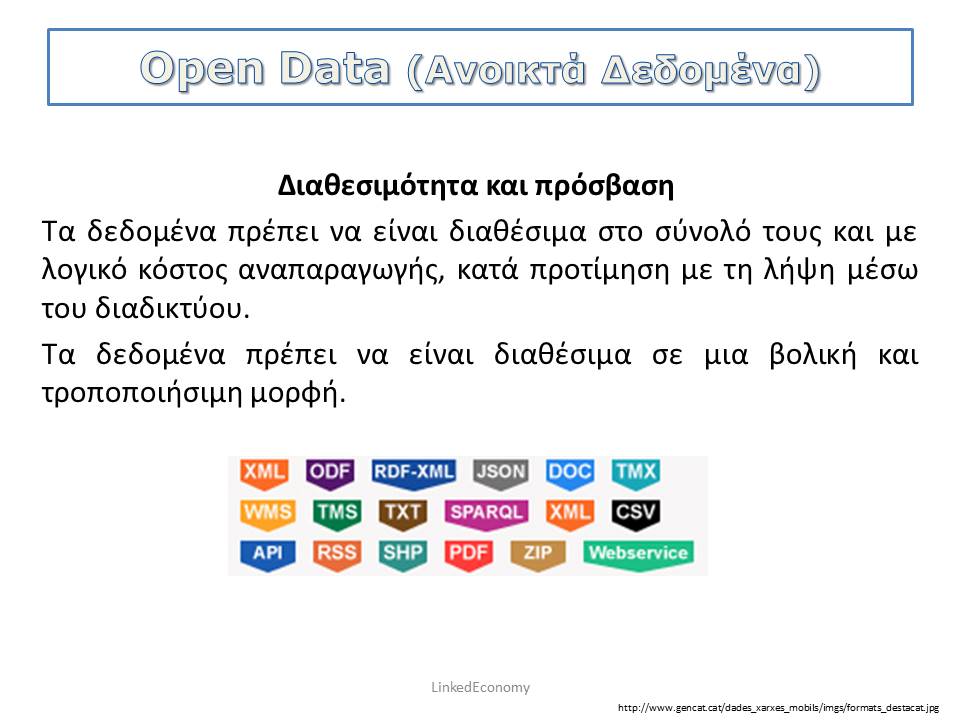 Open Data (Ανοικτά Δεδομένα)
Διαθεσιμότητα και πρόσβαση
Τα δεδομένα πρέπει να είναι διαθέσιμα στο σύνολό τους και με
λογικό κόστος αναπαραγωγής, κατά προτίμηση με τη λήψη μέσω
του διαδικτύου.
Τα δεδομένα πρέπει να είναι διαθέσιμα σε μια βολική και
τροποποιήσιμη μορφή.
XML ODF RDF-XML JSON DOC TMX
WMS TMS TXT SPARQL XML CSV
API RSS SHP PDF ZIP Webservice
LinkedEconomy
http://www.gencat.cat/dades_xarxes_mobils/imgs/formats_destacat.jpg